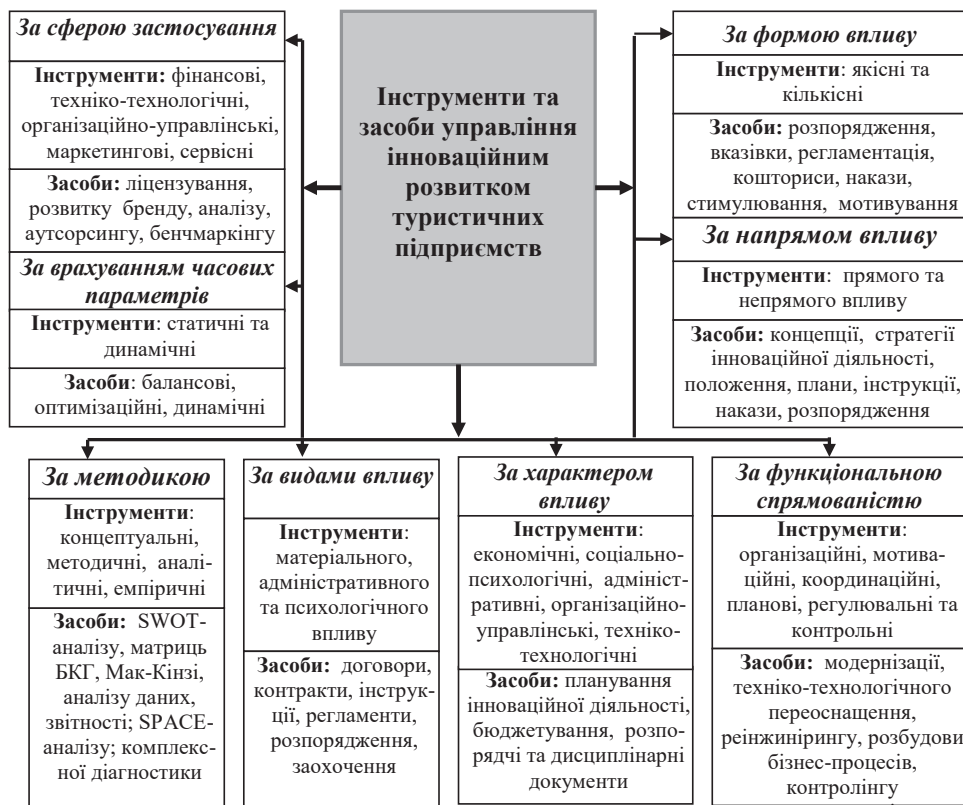 За сферою застосування
Інструменти: фінансові,
техніко-технологічні,
організаційно-управлінські,
маркетингові, сервісні
Засоби: ліцензування,
розвитку бренду, аналізу,
аутсорсингу, бенчмаркінгу
За врахуванням часових
параметрів
Інструменти: статичні та
динамічні
Засоби: балансові,
оптимізаційні, динамічні
Інструменти та
засоби управління
інноваційним
розвитком
туристичних
підприємств
За формою впливу
Інструменти: якісні та
кількісні
Засоби: розпорядження,
вказівки, регламентація,
кошториси, накази,
стимулювання, мотивування
За напрямом впливу
Інструменти: прямого та
непрямого впливу
Засоби: концепції, стратегії
інноваційної діяльності,
положення, плани, інструкції,
накази, розпорядження
За методикою
Інструменти:
концептуальні,
методичні, аналі-
тичні, емпіричні
Засоби: SWOT-
аналізу, матриць
БКГ, Мак-Кінзі,
аналізу даних,
звітності; SPACE-
аналізу; комплекс-
ної діагностики
За видами впливу
Інструменти:
матеріального,
адміністративного
та психологічного
впливу
Засоби: договори,
контракти, інструк-
ції, регламенти,
розпорядження,
заохочення
За характером
впливу
Інструменти:
економічні, соціально-
психологічні, адмініст-
ративні, організаційно-
управлінські, техніко-
технологічні
Засоби: планування
інноваційної діяльності,
бюджетування, розпо-
рядчі та дисциплінарні
документи
За функціональною
спрямованістю
Інструменти:
організаційні, мотива-
ційні, координаційні,
планові, регулювальні та
контрольні
Засоби: модернізації,
техніко-технологічного
переоснащення,
реінжинірингу, розбудови
бізнес-процесів,
контролінгу